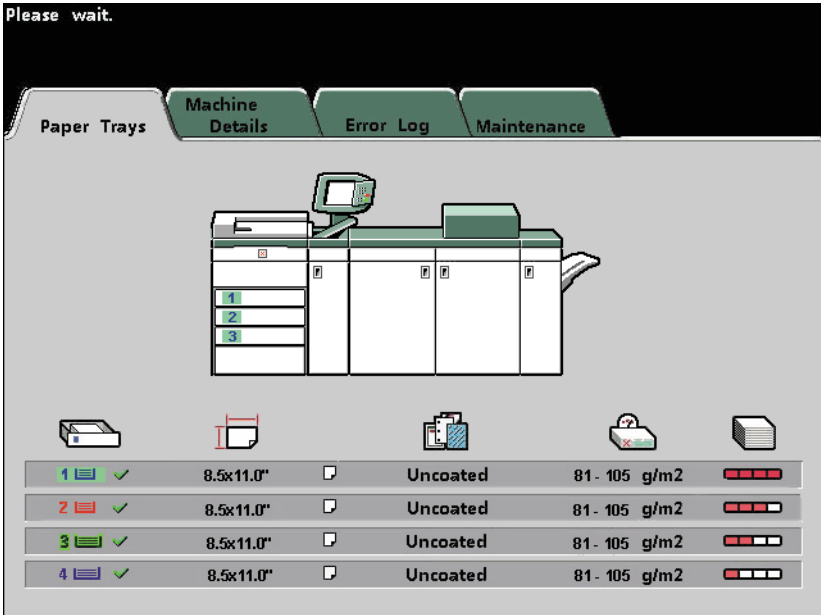 Please wait.
Paper Trays
Machine
Details
Error Log
Maintenance
1
2
3
1 8.5x11.0" Uncoated 81 - 105 g/m2
2 8.5x11.0" Uncoated 81 - 105 g/m2
3 8.5x11.0" Uncoated 81 - 105 g/m2
4 8.5x11.0" Uncoated 81 - 105 g/m2